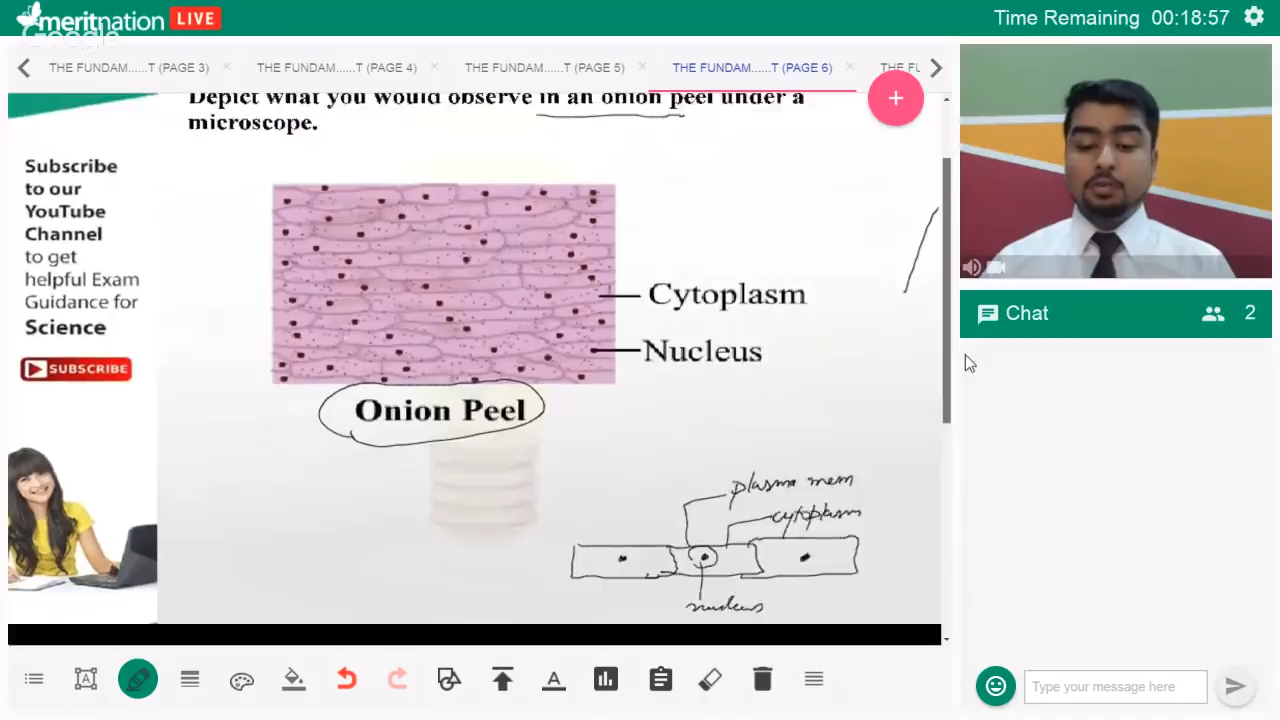 meritnation LIVE
Google
Time Remaining 00:18:57
THE FUNDAM......T (PAGE 3)
THE FUNDAM......T (PAGE 4)
THE FUNDAM......T (PAGE 5)
THE FUNDAM......T (PAGE 6)
THE FU
Depict what you would observe in an onion peel under a
microscope.
Subscribe
to our
YouTube
Channel
to get
helpful Exam
Guidance for
Science
SUBSCRIBE
Cytoplasm
Nucleus
Onion Peel
plasma mem
cytoplasm
nucleus
Chat
2
Type your message here